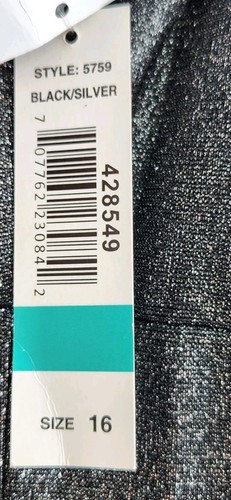 STYLE: 5759
BLACK/SILVER
428549
7 07762 23084 2
SIZE 16